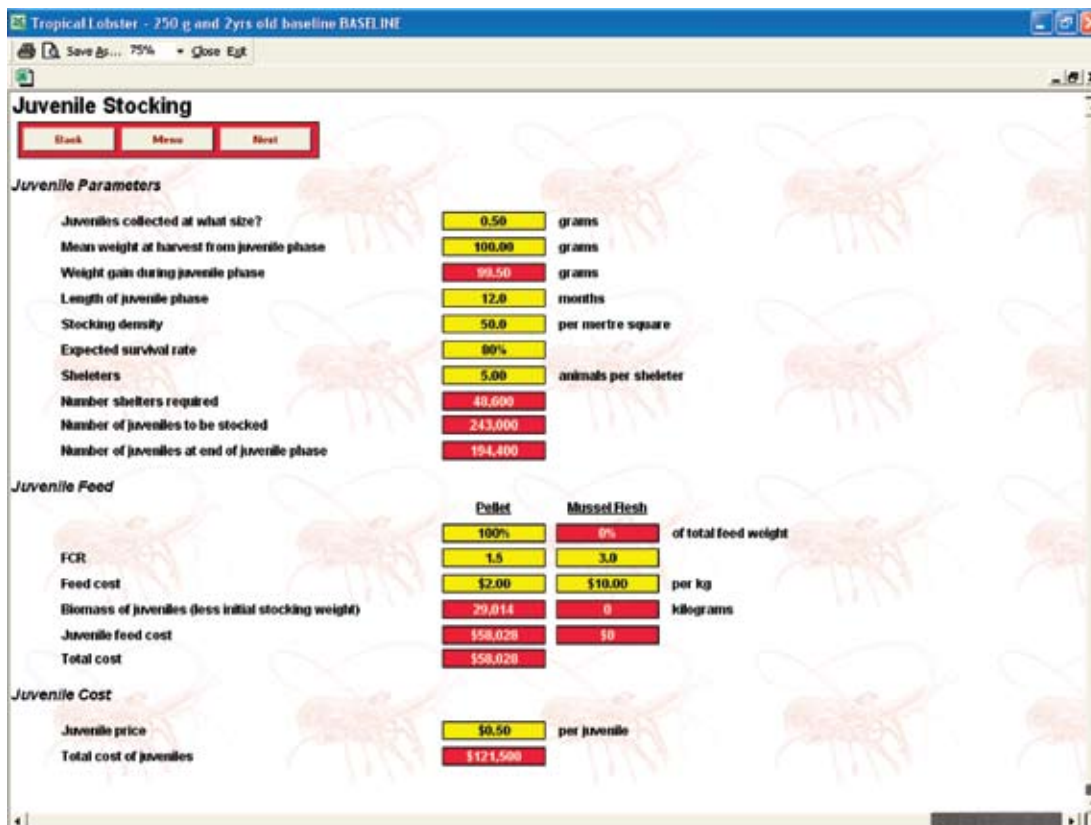 Tropical Lobster - 250 g and 2yrs old baseline BASELINE
Save As... 75% Close Exit
Juvenile Stocking
Back Menu Next
Juvenile Parameters
Juveniles collected at what size? 0.50 grams
Mean weight at harvest from juvenile phase 100.00 grams
Weight gain during juvenile phase 99.50 grams
Length of juvenile phase 12.0 months
Stocking density 50.0 per mertre square
Expected survival rate 80%
Sheleters 5.00 animals per sheleter
Number shelters required 48,600
Number of juveniles to be stocked 243,000
Number of juveniles at end of juvenile phase 194,400
Juvenile Feed
Pellet Mussel Flesh
100% 0% of total feed weight
FCR 1.5 3.0
Feed cost $2.00 $10.00 per kg
Biomass of juveniles (less initial stocking weight) 29,014 0 kilograms
Juvenile feed cost $58,028 $0
Total cost $58,028
Juvenile Cost
Juvenile price $0.50 per juvenile
Total cost of juveniles $121,500